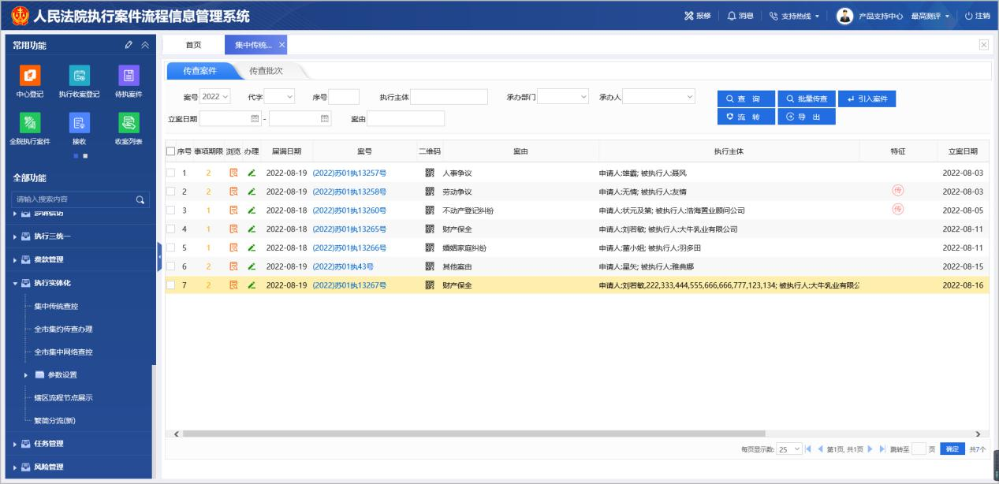 人民法院执行案件流程信息管理系统
报修 消息 支持热线 产品支持中心 最高测评 注销
常用功能
中心登记 执行收案登记 待执案件
全院执行案件 接收 收案列表
全部功能
请输入搜索内容
涉诉信访
执行三统一
费款管理
执行实体化
集中传统查控
全市集约传查办理
全市集中网络查控
参数设置
辖区流程节点展示
繁简分流(新)
任务管理
风险管理
首页 集中传统...
传查案件 传查批次
案号 2022 代字 序号 执行主体 承办部门 承办人
查 询 批量传查 引入案件
立案日期 - 案由
流 转 导 出
序号 事项期限 浏览 办理 届满日期 案号 二维码 案由 执行主体 特征 立案日期
1 2 2022-08-19 (2022)苏01执13257号 人事争议 申请人:雄霸; 被执行人:聂风 2022-08-03
2 2 2022-08-19 (2022)苏01执13258号 劳动争议 申请人:无情; 被执行人:友情 传 2022-08-03
3 1 2022-08-18 (2022)苏01执13260号 不动产登记纠纷 申请人:状元及第; 被执行人:浩海置业顾问公司 传 2022-08-05
4 1 2022-08-18 (2022)苏01执13265号 财产保全 申请人:刘若敏; 被执行人:大牛乳业有限公司 2022-08-11
5 1 2022-08-18 (2022)苏01执13266号 婚姻家庭纠纷 申请人:董小姐; 被执行人:羽多田 2022-08-11
6 2 2022-08-19 (2022)苏01执43号 其他案由 申请人:星矢; 被执行人:雅典娜 2022-08-15
7 2 2022-08-19 (2022)苏01执13267号 财产保全 申请人:刘若敏,222,333,444,555,666,666,777,123,134; 被执行人:大牛乳业有限公 2022-08-16
每页显示数: 25 第1页, 共1页 跳转至 页 确定 共7个